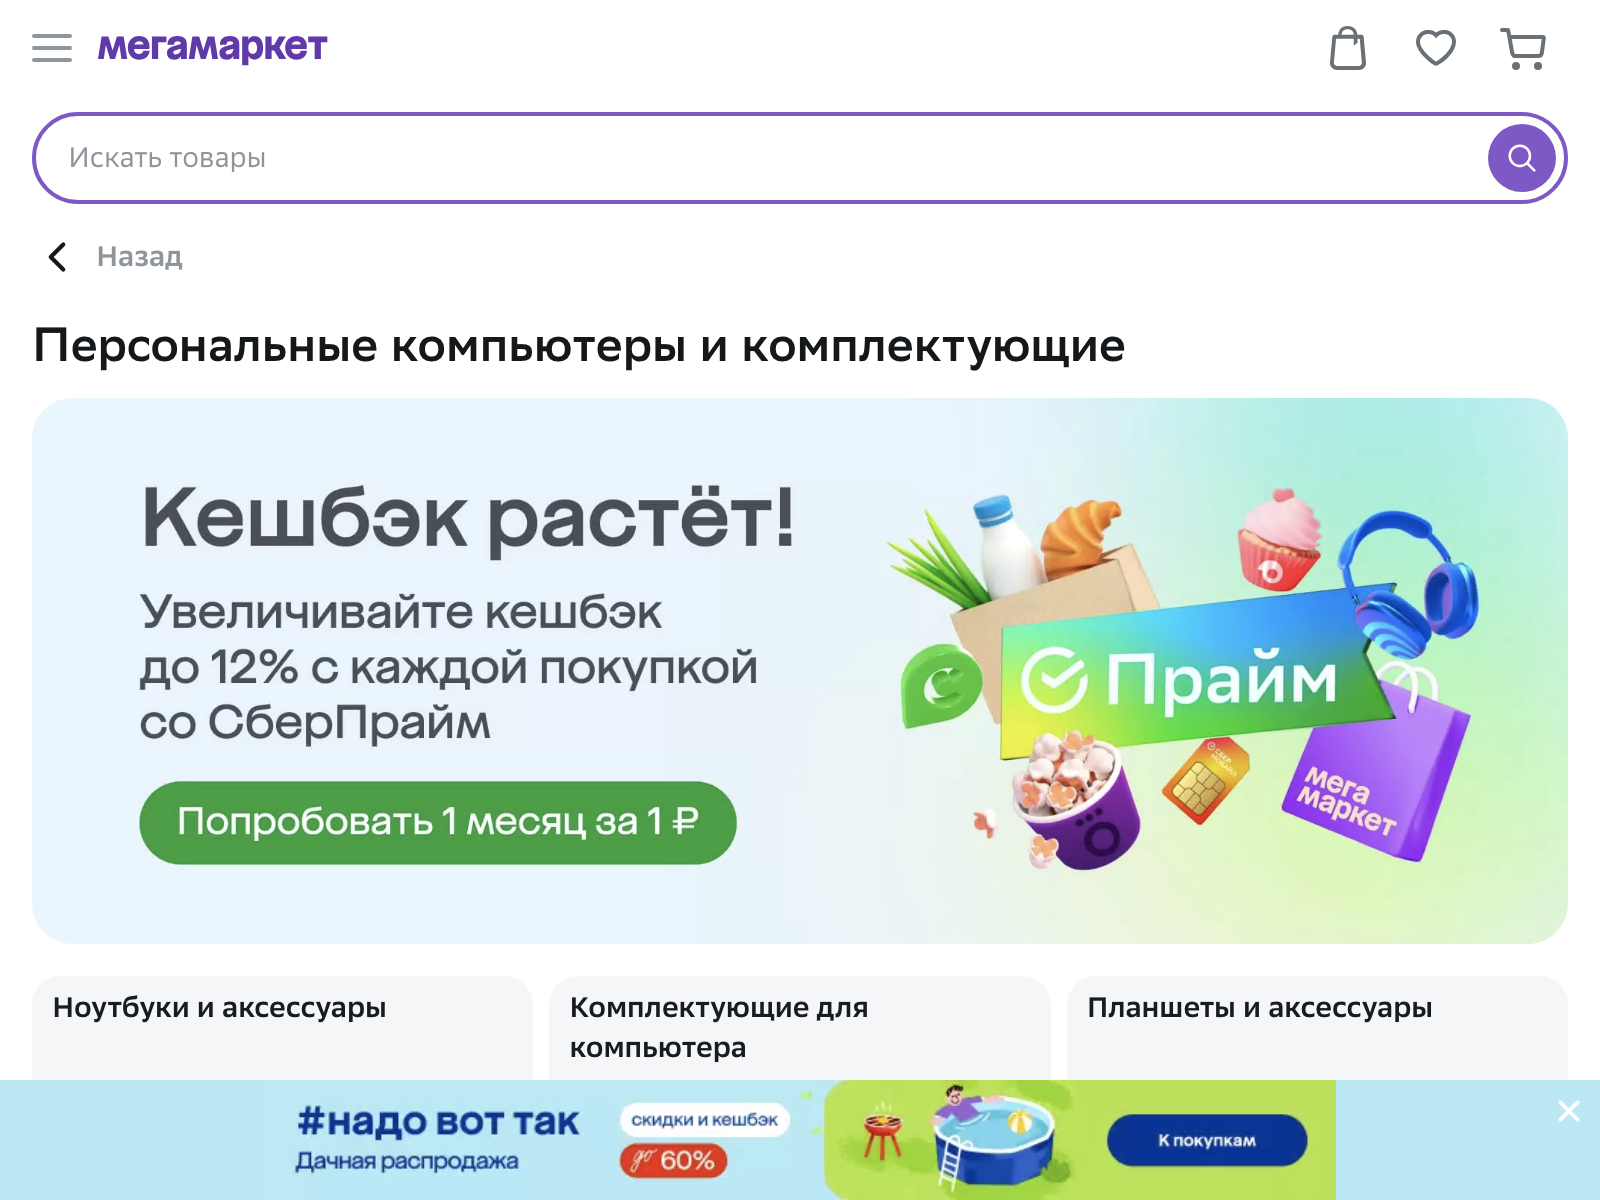 мегамаркет
Искать товары
Назад
Персональные компьютеры и комплектующие
Кешбэк растёт!
Увеличивайте кешбэк
до 12% с каждой покупкой
со СберПрайм
Попробовать 1 месяц за 1 ₽
Прайм
СБЕР
МОБАЙЛ
мега
маркет
Ноутбуки и аксессуары
Комплектующие для
компьютера
Планшеты и аксессуары
#надо вот так
Дачная распродажа
скидки и кешбэк
до 60%
К покупкам